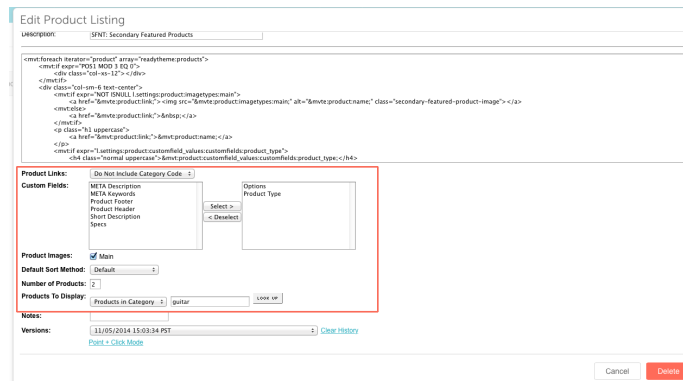 Edit Product Listing
Description: SFNT: Secondary Featured Products
<mvt:foreach iterator="product" array="readytheme:products">
<mvt:if expr="POS1 MOD 3 EQ 0">
<div class="col-xs-12"> </div>
</mvt:if>
<div class="col-sm-6 text-center">
<mvt:if expr="NOT ISNULL l.settings:product:imagetypes:main">
<a href="&mvte:product:link;"> <img src="&mvte:product:imagetypes:main;" alt="&mvte:product:name;" class="secondary-featured-product-image"> </a>
<mvt:else>
<a href="&mvt:product:link;">&nbsp;</a>
</mvt:if>
<p class="h1 uppercase">
<a href="&mvt:product:link;">&mvt:product:name;</a>
</p>
<mvt:if expr="l.settings:product:customfield_values:customfields:product_type">
<h4 class="normal uppercase">&mvt:product:customfield_values:customfields:product_type;</h4>
Product Links: Do Not Include Category Code
Custom Fields:
META Description
META Keywords
Product Footer
Product Header
Short Description
Specs
Select >
< Deselect
Options
Product Type
Product Images: Main
Default Sort Method: Default
Number of Products: 2
Products To Display: Products in Category guitar LOOK UP
Notes:
Versions: 11/05/2014 15:03:34 PST Clear History
Point + Click Mode
Cancel Delete